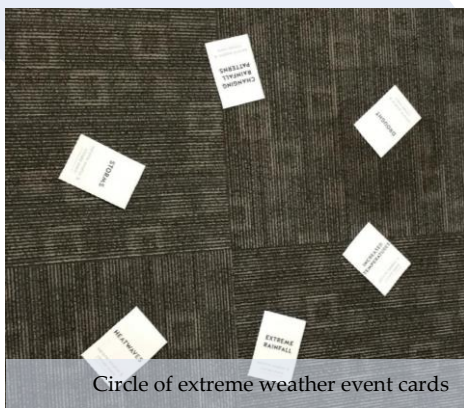 CHANGING
RAINFALL
PATTERNS
DROUGHT
STORMS
INCREASED
TEMPERATURES
HEATWAVES
EXTREME
RAINFALL
Circle of extreme weather event cards